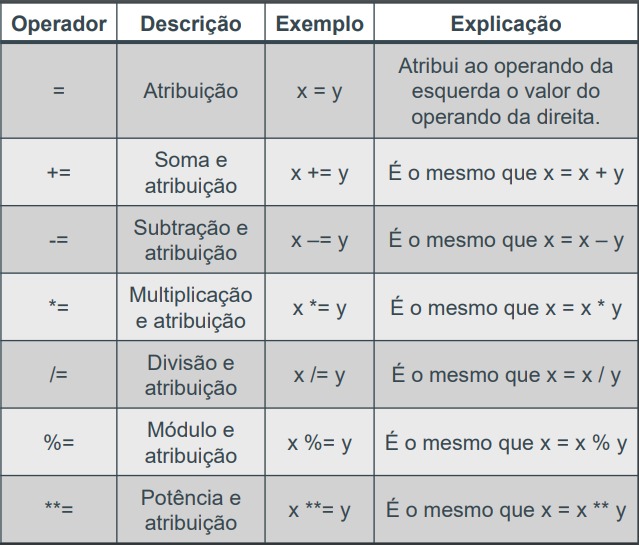 Operador Descrição Exemplo Explicação
= Atribuição x = y Atribui ao operando da
esquerda o valor do
operando da direita.
+= Soma e
atribuição x += y É o mesmo que x = x + y
-= Subtração e
atribuição x –= y É o mesmo que x = x – y
*= Multiplicação
e atribuição x *= y É o mesmo que x = x * y
/= Divisão e
atribuição x /= y É o mesmo que x = x / y
%= Módulo e
atribuição x %= y É o mesmo que x = x % y
**= Potência e
atribuição x **= y É o mesmo que x = x ** y